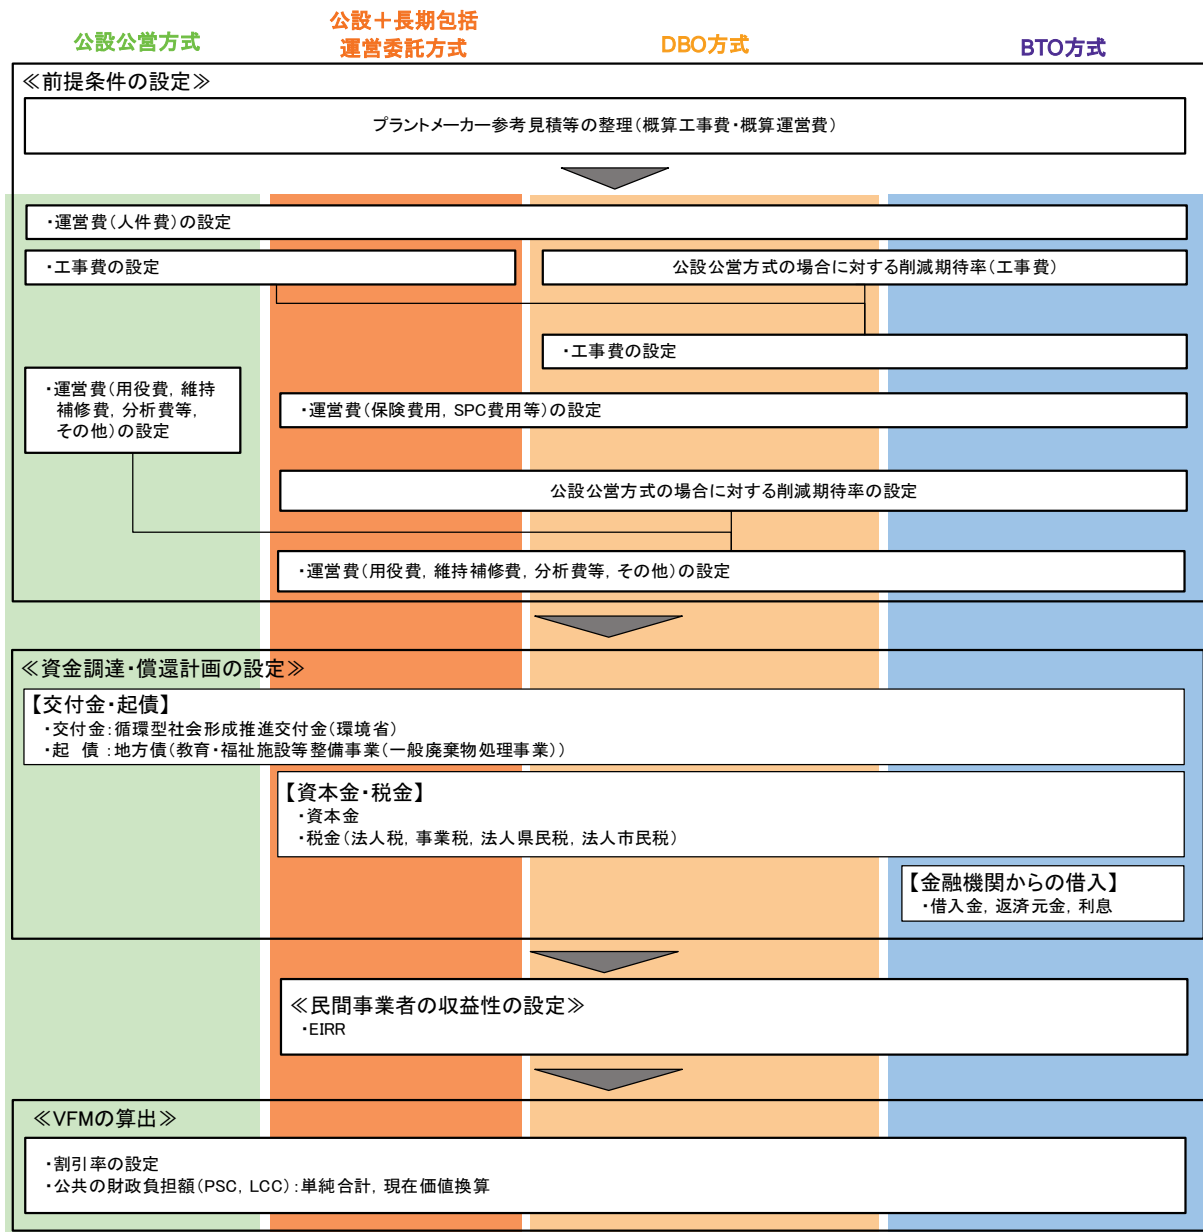 公設公営方式
公設+長期包括
運営委託方式
DBO方式
BTO方式
≪前提条件の設定≫
プラントメーカー参考見積等の整理(概算工事費・概算運営費)
・運営費(人件費)の設定
・工事費の設定
公設公営方式の場合に対する削減期待率(工事費)
・工事費の設定
・運営費(用役費, 維持
補修費, 分析費等,
その他)の設定
・運営費(保険費用, SPC費用等)の設定
公設公営方式の場合に対する削減期待率の設定
・運営費(用役費, 維持補修費, 分析費等, その他)の設定
≪資金調達・償還計画の設定≫
【交付金・起債】
・交付金:循環型社会形成推進交付金(環境省)
・起 債 :地方債(教育・福祉施設等整備事業(一般廃棄物処理事業))
【資本金・税金】
・資本金
・税金(法人税, 事業税, 法人県民税, 法人市民税)
【金融機関からの借入】
・借入金, 返済元金, 利息
≪民間事業者の収益性の設定≫
・EIRR
≪VFMの算出≫
・割引率の設定
・公共の財政負担額(PSC, LCC):単純合計, 現在価値換算